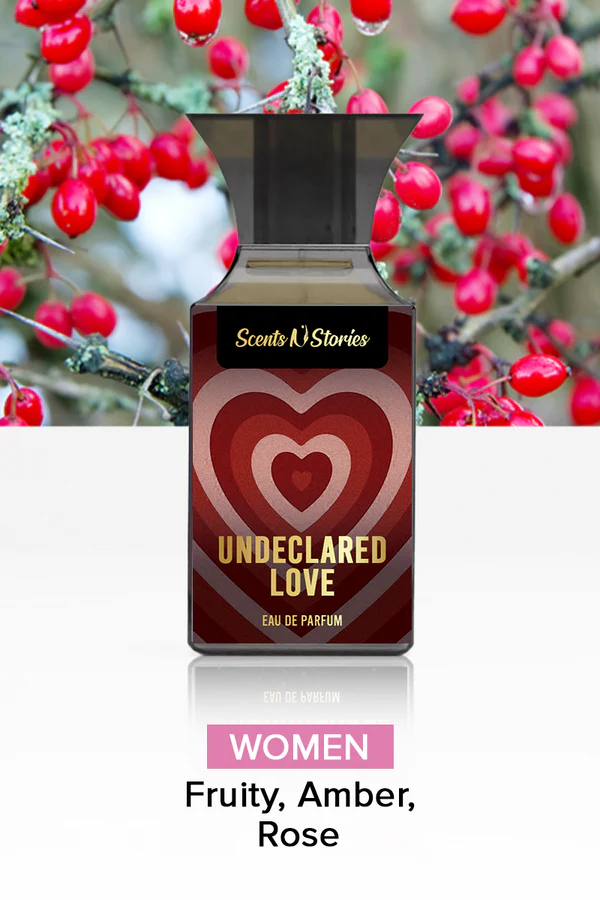 Scents N Stories
UNDECLARED
LOVE
EAU DE PARFUM
EAU DE PARFUM
WOMEN
Fruity, Amber,
Rose